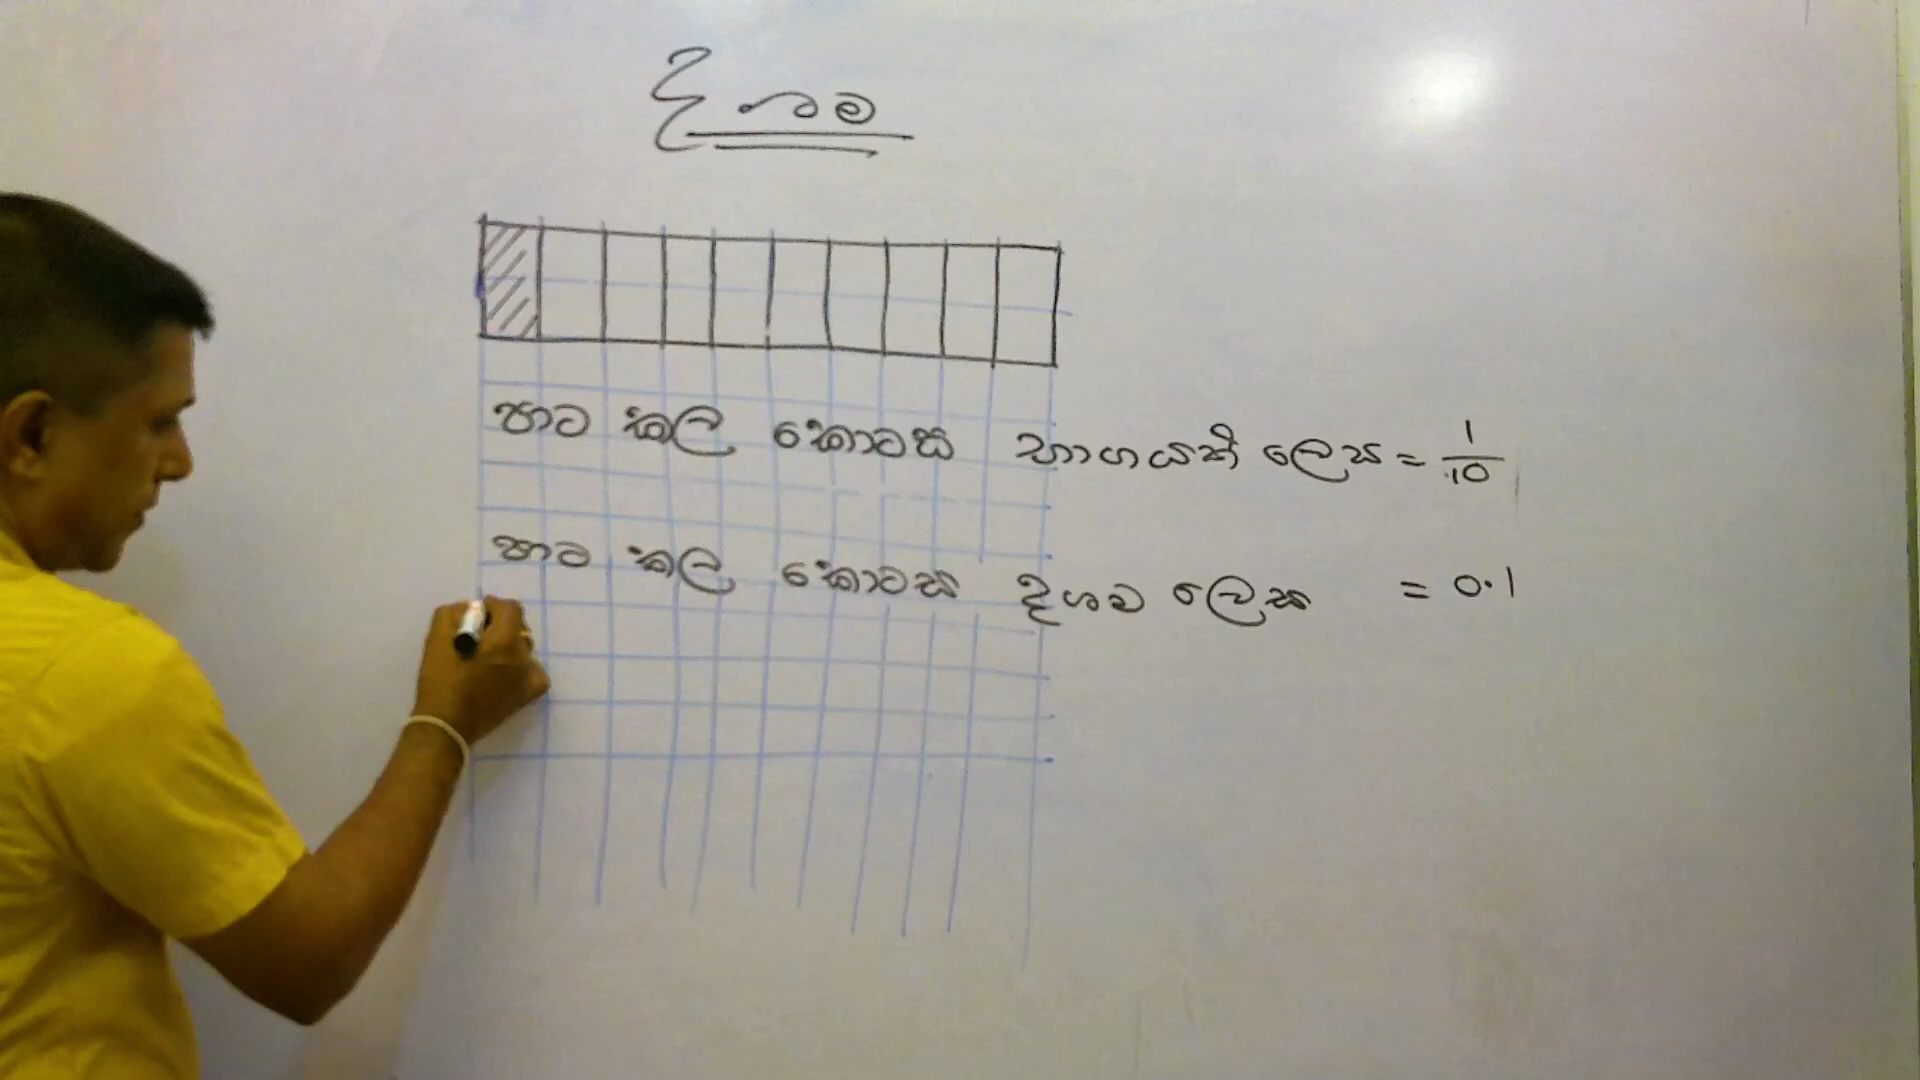 දශම
පාට කල කොටස භාගයක් ලෙස = 1/10
පාට කල කොටස දශම ලෙස = 0.1